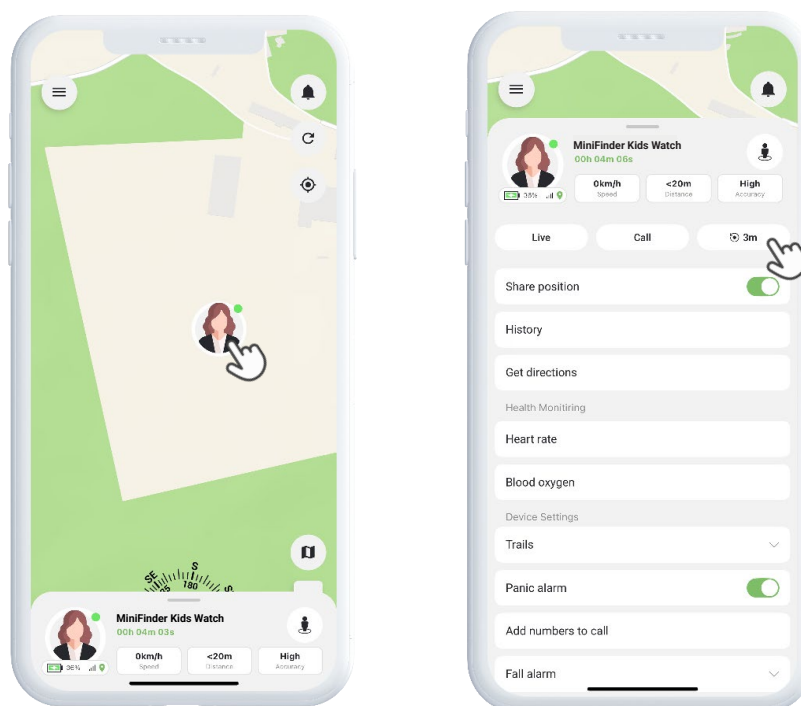 SE
S
180
MiniFinder Kids Watch
00h 04m 03s
36%
0km/h
Speed
<20m
Distance
High
Accuracy
MiniFinder Kids Watch
00h 04m 06s
36%
0km/h
Speed
<20m
Distance
High
Accuracy
Live
Call
3m
Share position
History
Get directions
Health Monitiring
Heart rate
Blood oxygen
Device Settings
Trails
Panic alarm
Add numbers to call
Fall alarm